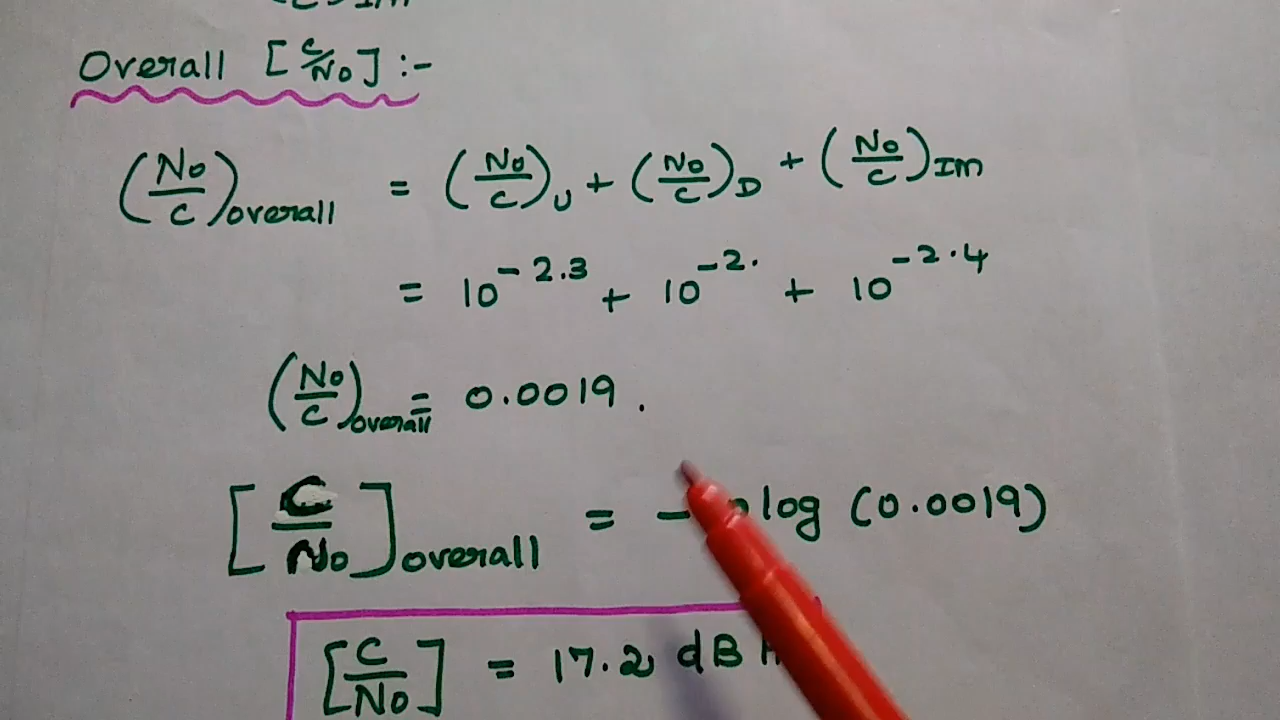 Overall [C/No] :-
(No/C)overall = (No/C)U + (No/C)D + (No/C)Im
= 10^-2.3 + 10^-2. + 10^-2.4
(No/C)overall = 0.0019.
[C/No]overall = - log (0.0019)
[C/No] = 17.2 dB